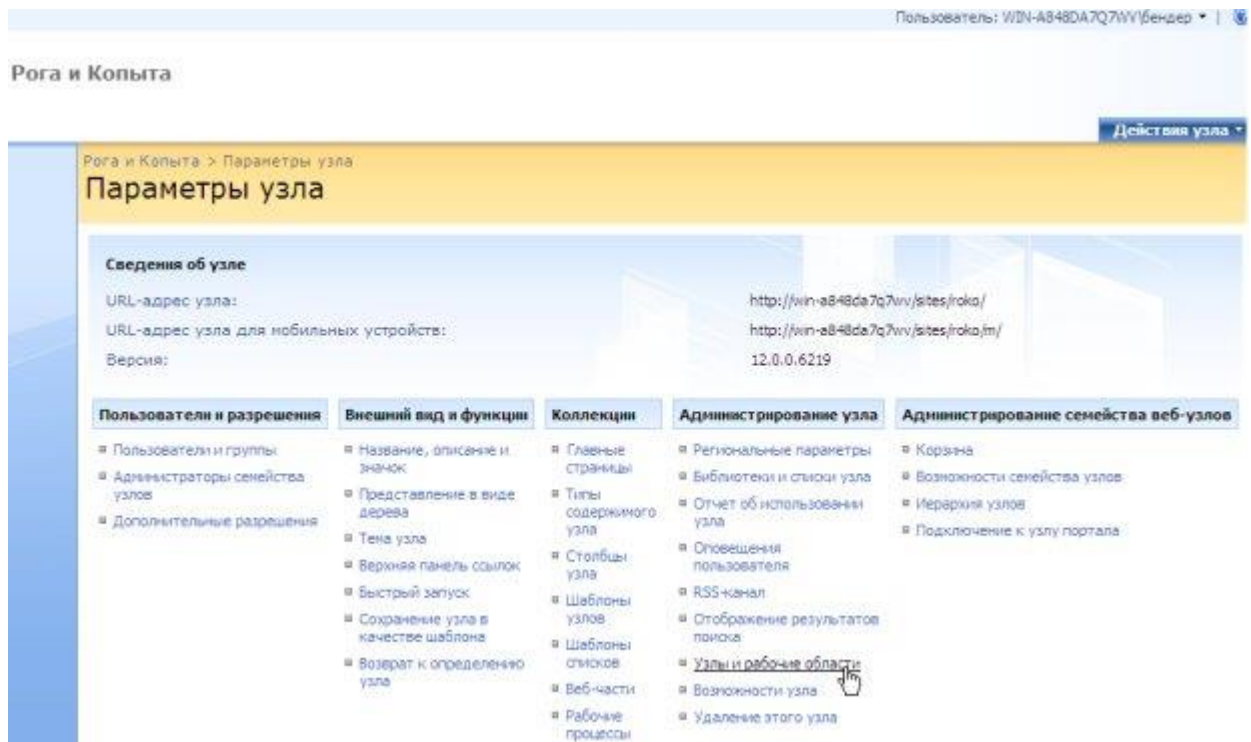 Пользователь: WIN-A848DA7Q7WV\бендер
Рога и Копыта
Действия узла
Рога и Копыта > Параметры узла
Параметры узла
Сведения об узле
URL-адрес узла:
http://win-a848da7q7wv/sites/roko/
URL-адрес узла для мобильных устройств:
http://win-a848da7q7wv/sites/roko/m/
Версия:
12.0.0.6219
Пользователи и разрешения
Пользователи и группы
Администраторы семейства
узлов
Дополнительные разрешения
Внешний вид и функции
Название, описание и
значок
Представление в виде
дерева
Тема узла
Верхняя панель ссылок
Быстрый запуск
Сохранение узла в
качестве шаблона
Возврат к определению
узла
Коллекции
Главные
страницы
Типы
содержимого
узла
Столбцы
узла
Шаблоны
узлов
Шаблоны
списков
Веб-части
Рабочие
процессы
Администрирование узла
Региональные параметры
Библиотеки и списки узла
Отчет об использовании
узла
Оповещения
пользователя
RSS-канал
Отображение результатов
поиска
Узлы и рабочие области
Возможности узла
Удаление этого узла
Администрирование семейства веб-узлов
Корзина
Возможности семейства узлов
Иерархия узлов
Подключение к узлу портала